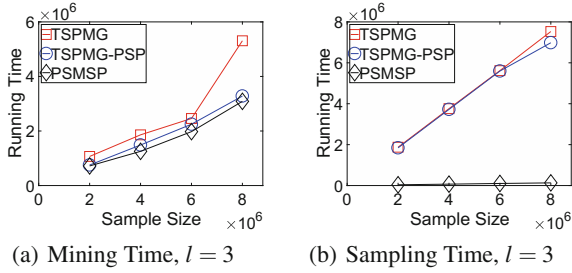 ×10⁶
6
4
2
0
Running Time
TSPMG
TSPMG-PSP
PSMSP
0 2 4 6 8
Sample Size
×10⁶
(a) Mining Time, l = 3
×10⁶
8
6
4
2
0
Running Time
TSPMG
TSPMG-PSP
PSMSP
0 2 4 6 8
Sample Size
×10⁶
(b) Sampling Time, l = 3